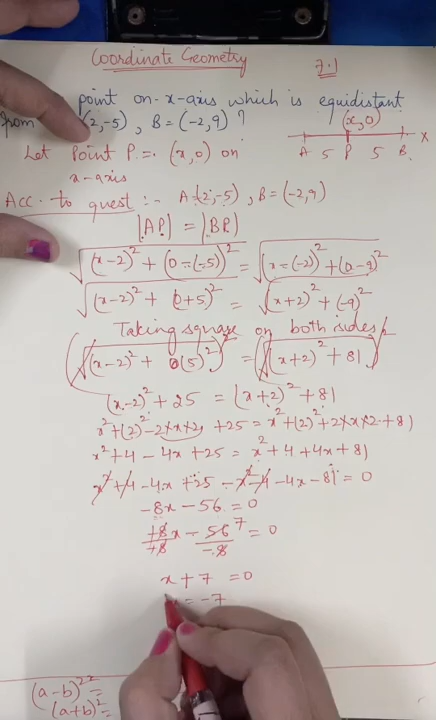 Coordinate Geometry
7.1
point on x-axis which is equidistant
from (2,-5), B = (-2,9) ?
(x,0)
A 5 P 5 B X
Let Point P = (x,0) on
x-axis
Acc. to quest :- A=(2,-5), B=(-2,9)
|AP| = |BP|
√(x-2)² + (0-(-5))² = √(x-(-2))² + (0-9)²
√(x-2)² + (0+5)² = √(x+2)² + (-9)²
Taking square on both sides
(√(x-2)² + (5)²)² = (√(x+2)² + 81)²
(x-2)² + 25 = (x+2)² + 81
x² + (2)² - 2×x×2 + 25 = x² + (2)² + 2×x×2 + 81
x² + 4 - 4x + 25 = x² + 4 + 4x + 81
x² + 4 - 4x + 25 - x² - 4 - 4x - 81 = 0
-8x - 56 = 0
+8x/+8 - 56/-8 7 = 0
x + 7 = 0
= -7
(a-b)² =
(a+b)² =